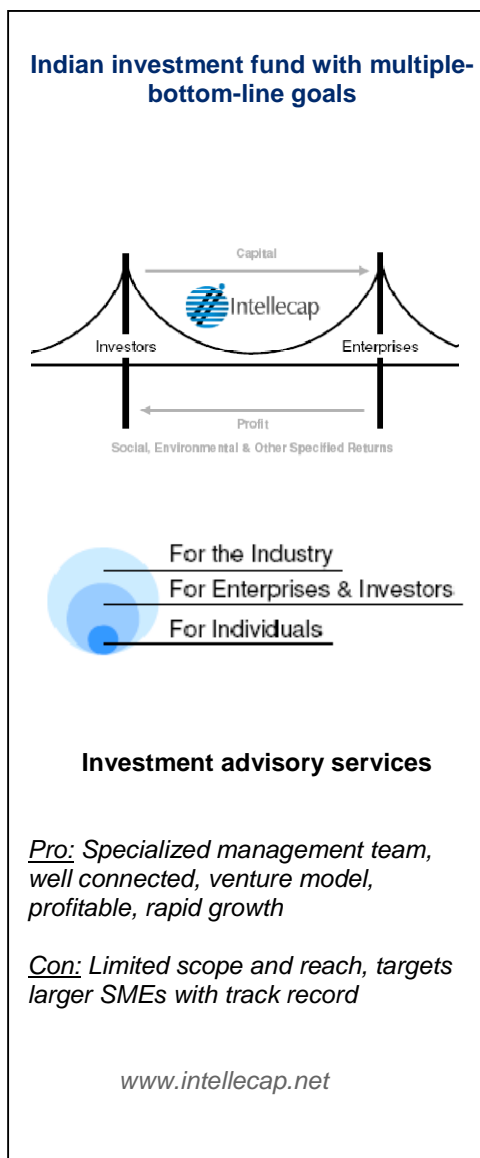 Indian investment fund with multiple-
bottom-line goals
Capital
Intellecap
Investors
Enterprises
Profit
Social, Environmental & Other Specified Returns
For the Industry
For Enterprises & Investors
For Individuals
Investment advisory services
Pro: Specialized management team,
well connected, venture model,
profitable, rapid growth
Con: Limited scope and reach, targets
larger SMEs with track record
www.intellecap.net